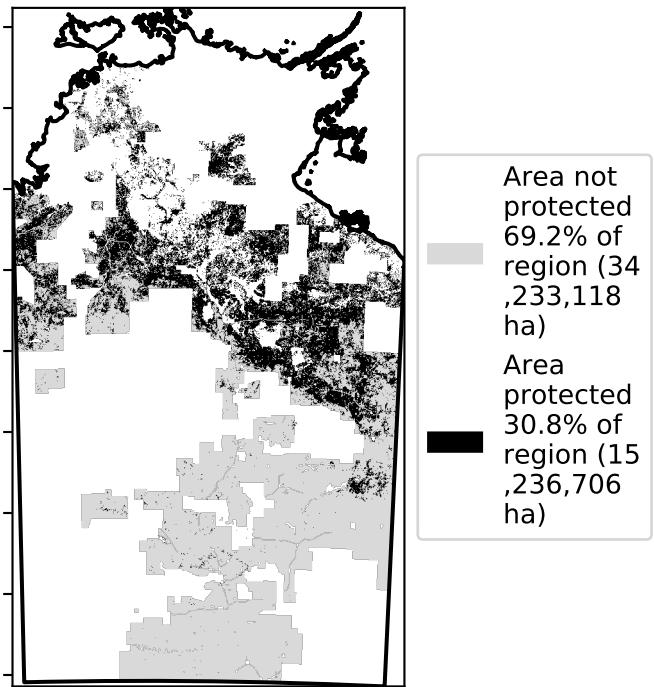 Area not
protected
69.2% of
region (34
,233,118
ha)
Area
protected
30.8% of
region (15
,236,706
ha)